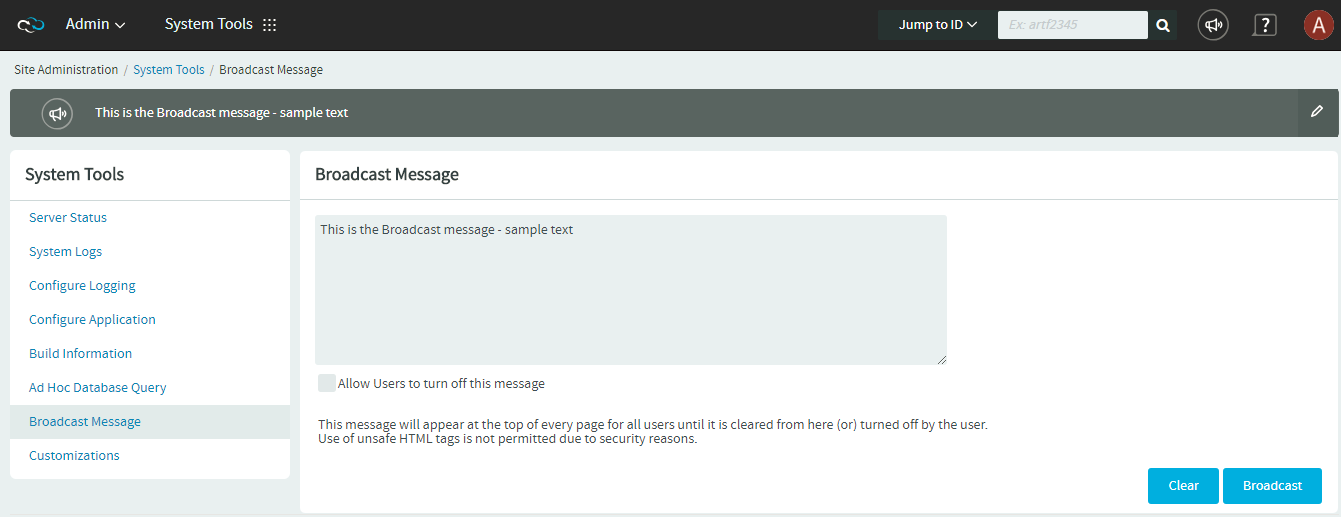 Admin
System Tools
Jump to ID
Ex: artf2345
?
A
Site Administration / System Tools / Broadcast Message
This is the Broadcast message - sample text
System Tools
Server Status
System Logs
Configure Logging
Configure Application
Build Information
Ad Hoc Database Query
Broadcast Message
Customizations
Broadcast Message
This is the Broadcast message - sample text
Allow Users to turn off this message
This message will appear at the top of every page for all users until it is cleared from here (or) turned off by the user.
Use of unsafe HTML tags is not permitted due to security reasons.
Clear
Broadcast